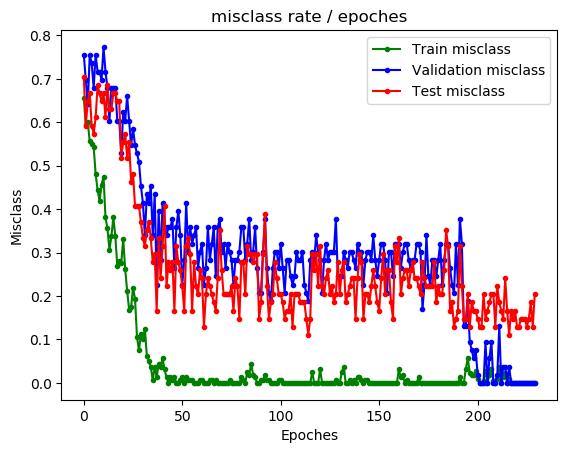 misclass rate / epoches
Train misclass
Validation misclass
Test misclass
Misclass
0.8
0.7
0.6
0.5
0.4
0.3
0.2
0.1
0.0
0 50 100 150 200
Epoches